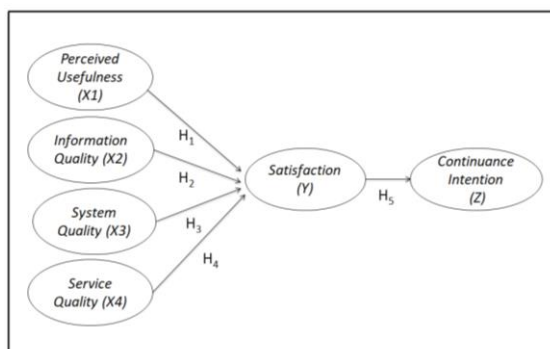 Perceived
Usefulness
(X1)
H1
Information
Quality (X2)
H2
Satisfaction
(Y)
Continuance
Intention
(Z)
H5
System
Quality (X3)
H3
H4
Service
Quality (X4)